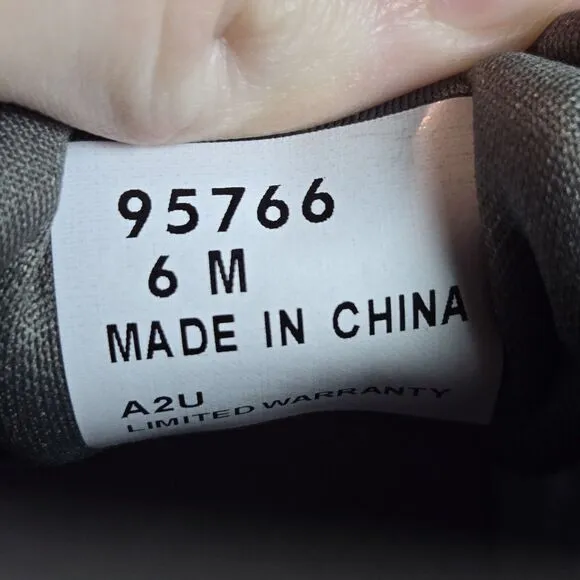 95766
6 M
MADE IN CHINA
A2U
LIMITED WARRANTY